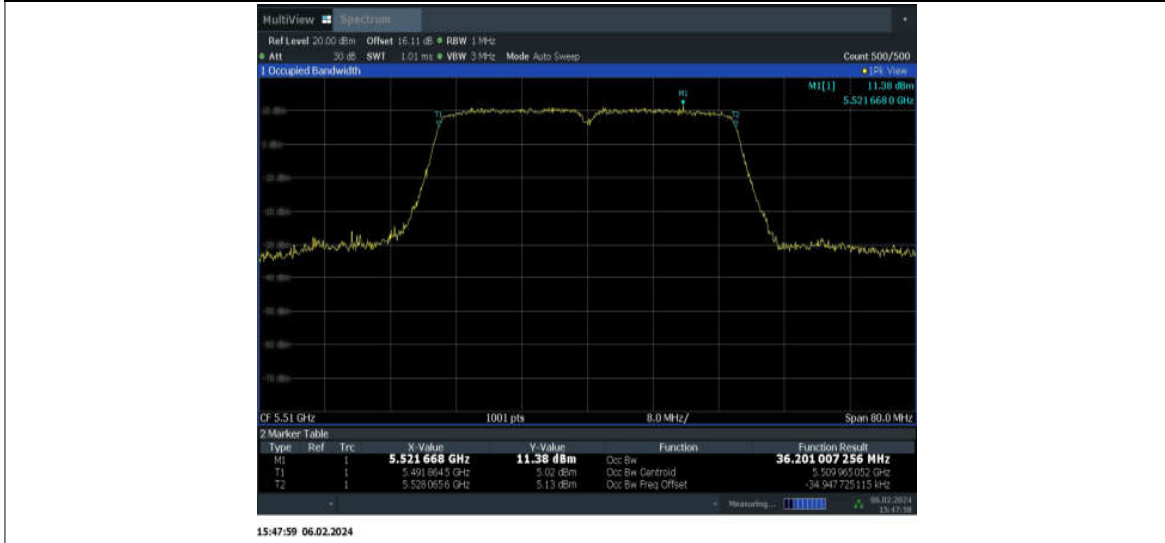 MultiView Spectrum
Ref Level 20.00 dBm Offset 16.11 dB RBW 1 MHz
Att 30 dB SWT 1.01 ms VBW 3 MHz Mode Auto Sweep Count 500/500
1 Occupied Bandwidth 1Pk View
M1[1] 11.38 dBm
5.521 668 0 GHz
M1
T1 T2
CF 5.51 GHz 1001 pts 8.0 MHz/ Span 80.0 MHz
2 Marker Table
Type Ref Trc X-Value Y-Value Function Function Result
M1 1 5.521 668 GHz 11.38 dBm Occ Bw 36.201 007 256 MHz
T1 1 5.491 864 5 GHz 5.02 dBm Occ Bw Centroid 5.509 965 052 GHz
T2 1 5.528 065 6 GHz 5.13 dBm Occ Bw Freq Offset -34.947 725 115 kHz
Measuring... 06.02.2024
15:47:59 06.02.2024